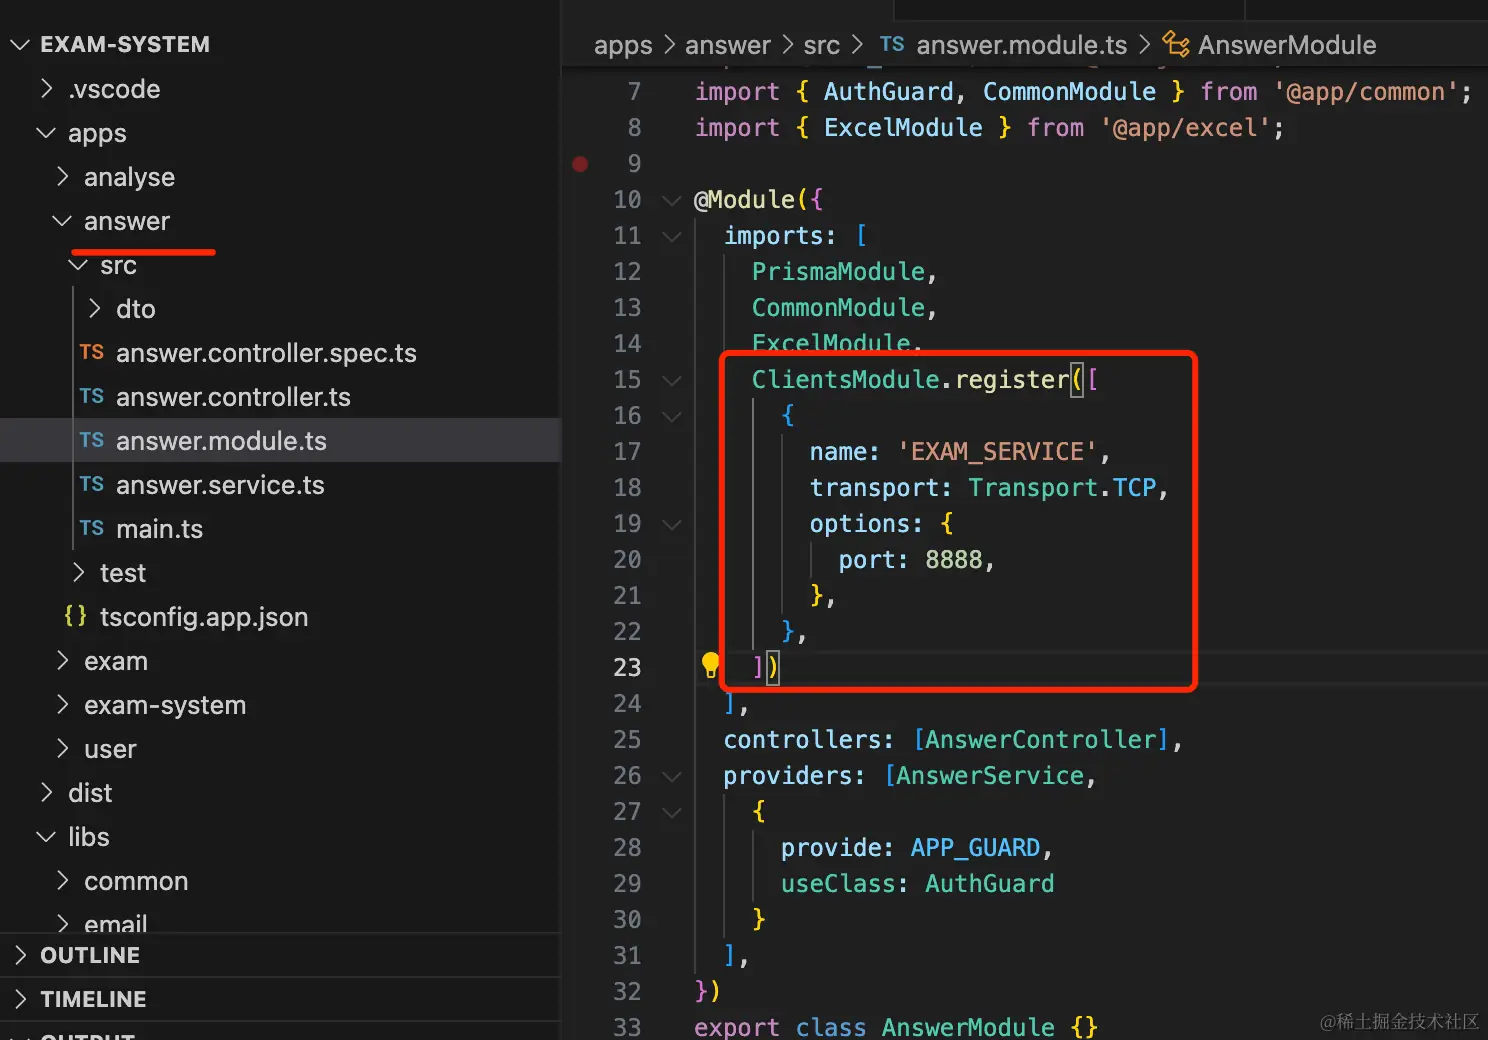 EXAM-SYSTEM
.vscode
apps
analyse
answer
src
dto
TS answer.controller.spec.ts
TS answer.controller.ts
TS answer.module.ts
TS answer.service.ts
TS main.ts
test
{} tsconfig.app.json
exam
exam-system
user
dist
libs
common
email
OUTLINE
TIMELINE
OUTPUT
apps > answer > src > TS answer.module.ts > AnswerModule
7 import { AuthGuard, CommonModule } from '@app/common';
8 import { ExcelModule } from '@app/excel';
9
10 @Module({
11 imports: [
12 PrismaModule,
13 CommonModule,
14 ExcelModule,
15 ClientsModule.register([
16 {
17 name: 'EXAM_SERVICE',
18 transport: Transport.TCP,
19 options: {
20 port: 8888,
21 },
22 },
23 ])
24 ],
25 controllers: [AnswerController],
26 providers: [AnswerService,
27 {
28 provide: APP_GUARD,
29 useClass: AuthGuard
30 }
31 ],
32 })
33 export class AnswerModule {}
@稀土掘金技术社区